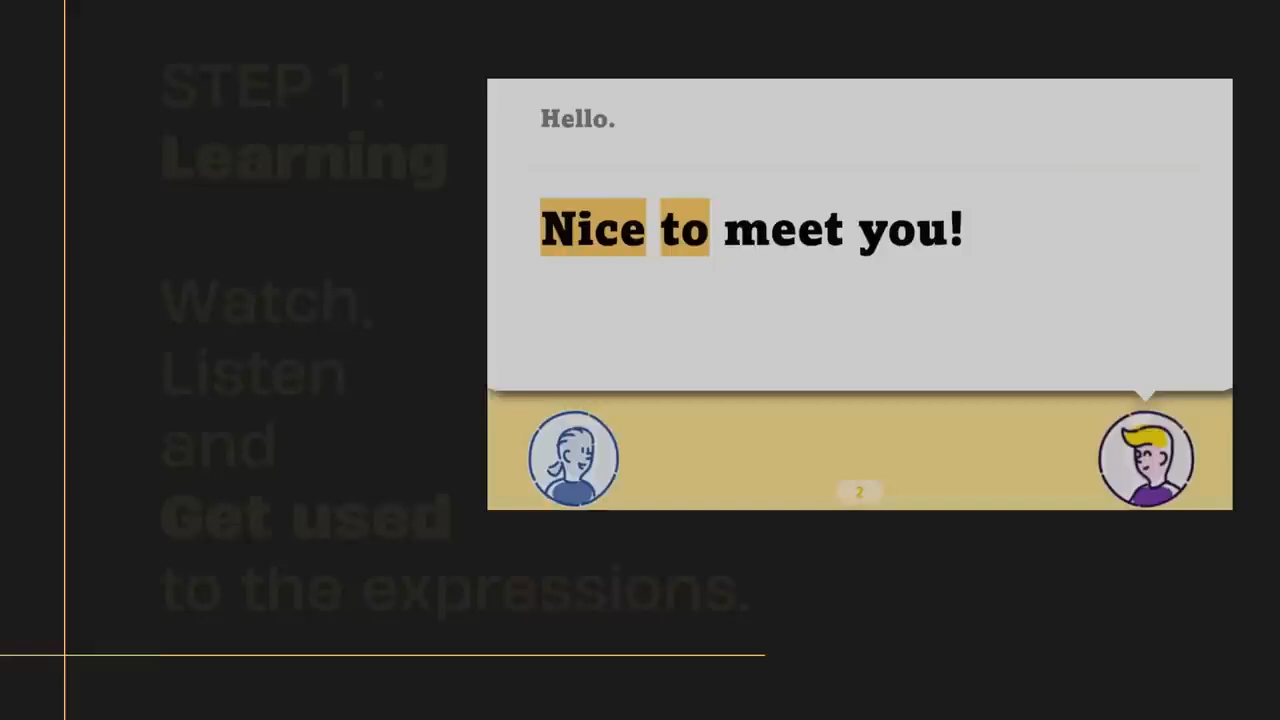 STEP 1 :
Learning
Watch,
Listen
and
Get used
to the expressions.
Hello.
Nice to meet you!
2